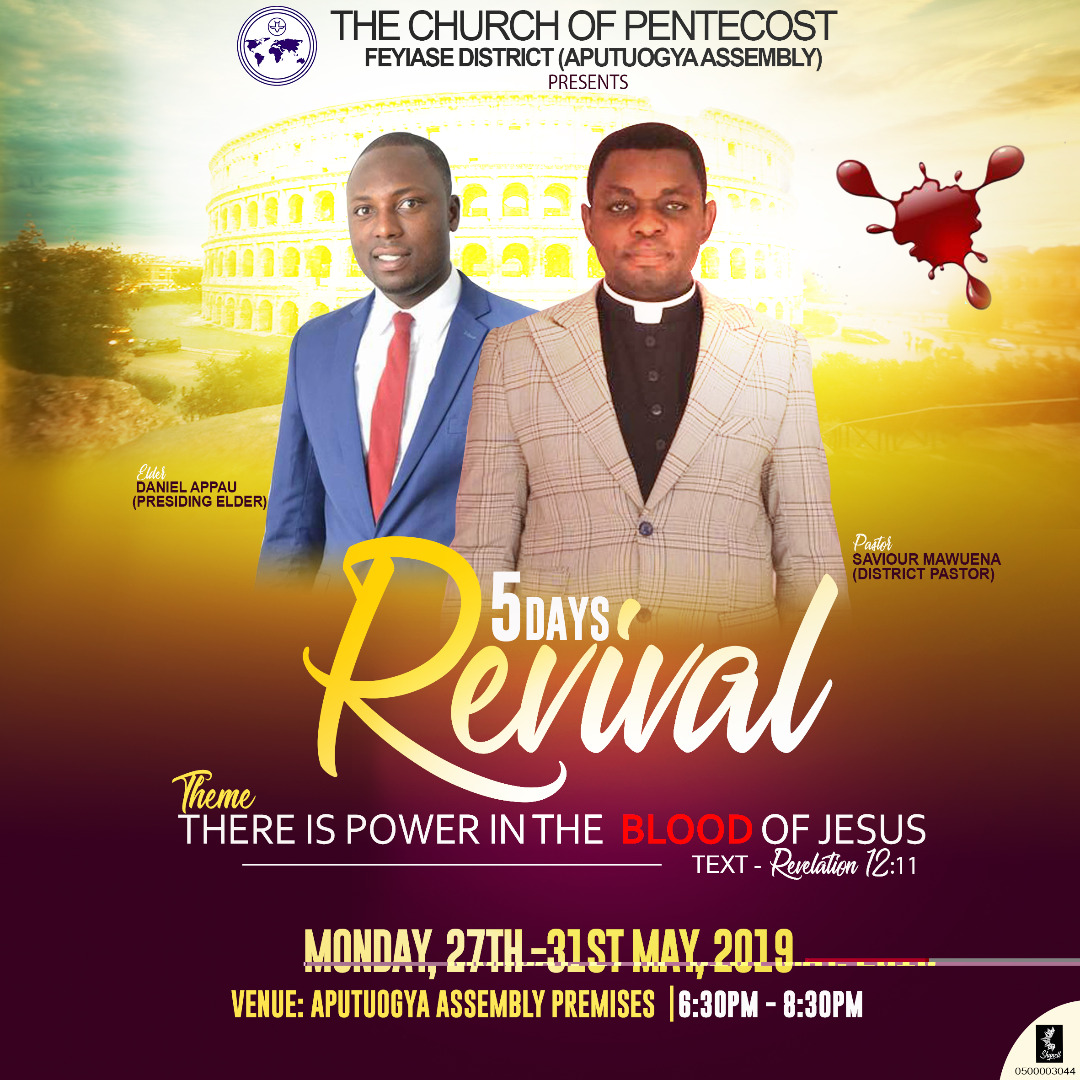 THE CHURCH OF PENTECOST
FEYIASE DISTRICT (APUTUOGYA ASSEMBLY)
PRESENTS
Elder
DANIEL APPAU
(PRESIDING ELDER)
Pastor
SAVIOUR MAWUENA
(DISTRICT PASTOR)
5 DAYS
Revival
Theme
THERE IS POWER IN THE BLOOD OF JESUS
TEXT - Revelation 12:11
MONDAY, 27TH -31ST MAY, 2019
VENUE: APUTUOGYA ASSEMBLY PREMISES | 6:30PM - 8:30PM
0500003044